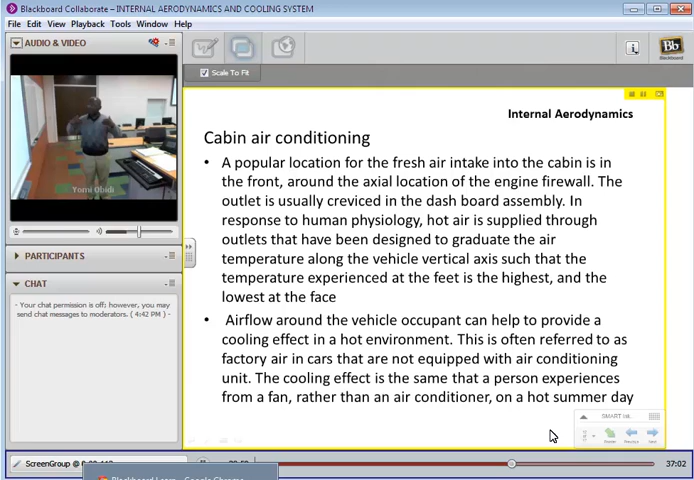 Blackboard Collaborate – INTERNAL AERODYNAMICS AND COOLING SYSTEM
File Edit View Playback Tools Window Help
AUDIO & VIDEO
Yomi Obidi
PARTICIPANTS
CHAT
- Your chat permission is off; however, you may
send chat messages to moderators. ( 4:42 PM ) -
Bb
Blackboard
Scale To Fit
Internal Aerodynamics
Cabin air conditioning
• A popular location for the fresh air intake into the cabin is in
the front, around the axial location of the engine firewall. The
outlet is usually creviced in the dash board assembly. In
response to human physiology, hot air is supplied through
outlets that have been designed to graduate the air
temperature along the vehicle vertical axis such that the
temperature experienced at the feet is the highest, and the
lowest at the face
• Airflow around the vehicle occupant can help to provide a
cooling effect in a hot environment. This is often referred to as
factory air in cars that are not equipped with air conditioning
unit. The cooling effect is the same that a person experiences
from a fan, rather than an air conditioner, on a hot summer day
Previous Next
ScreenGroup @
37:02
Blackboard Learn - Google Chrome